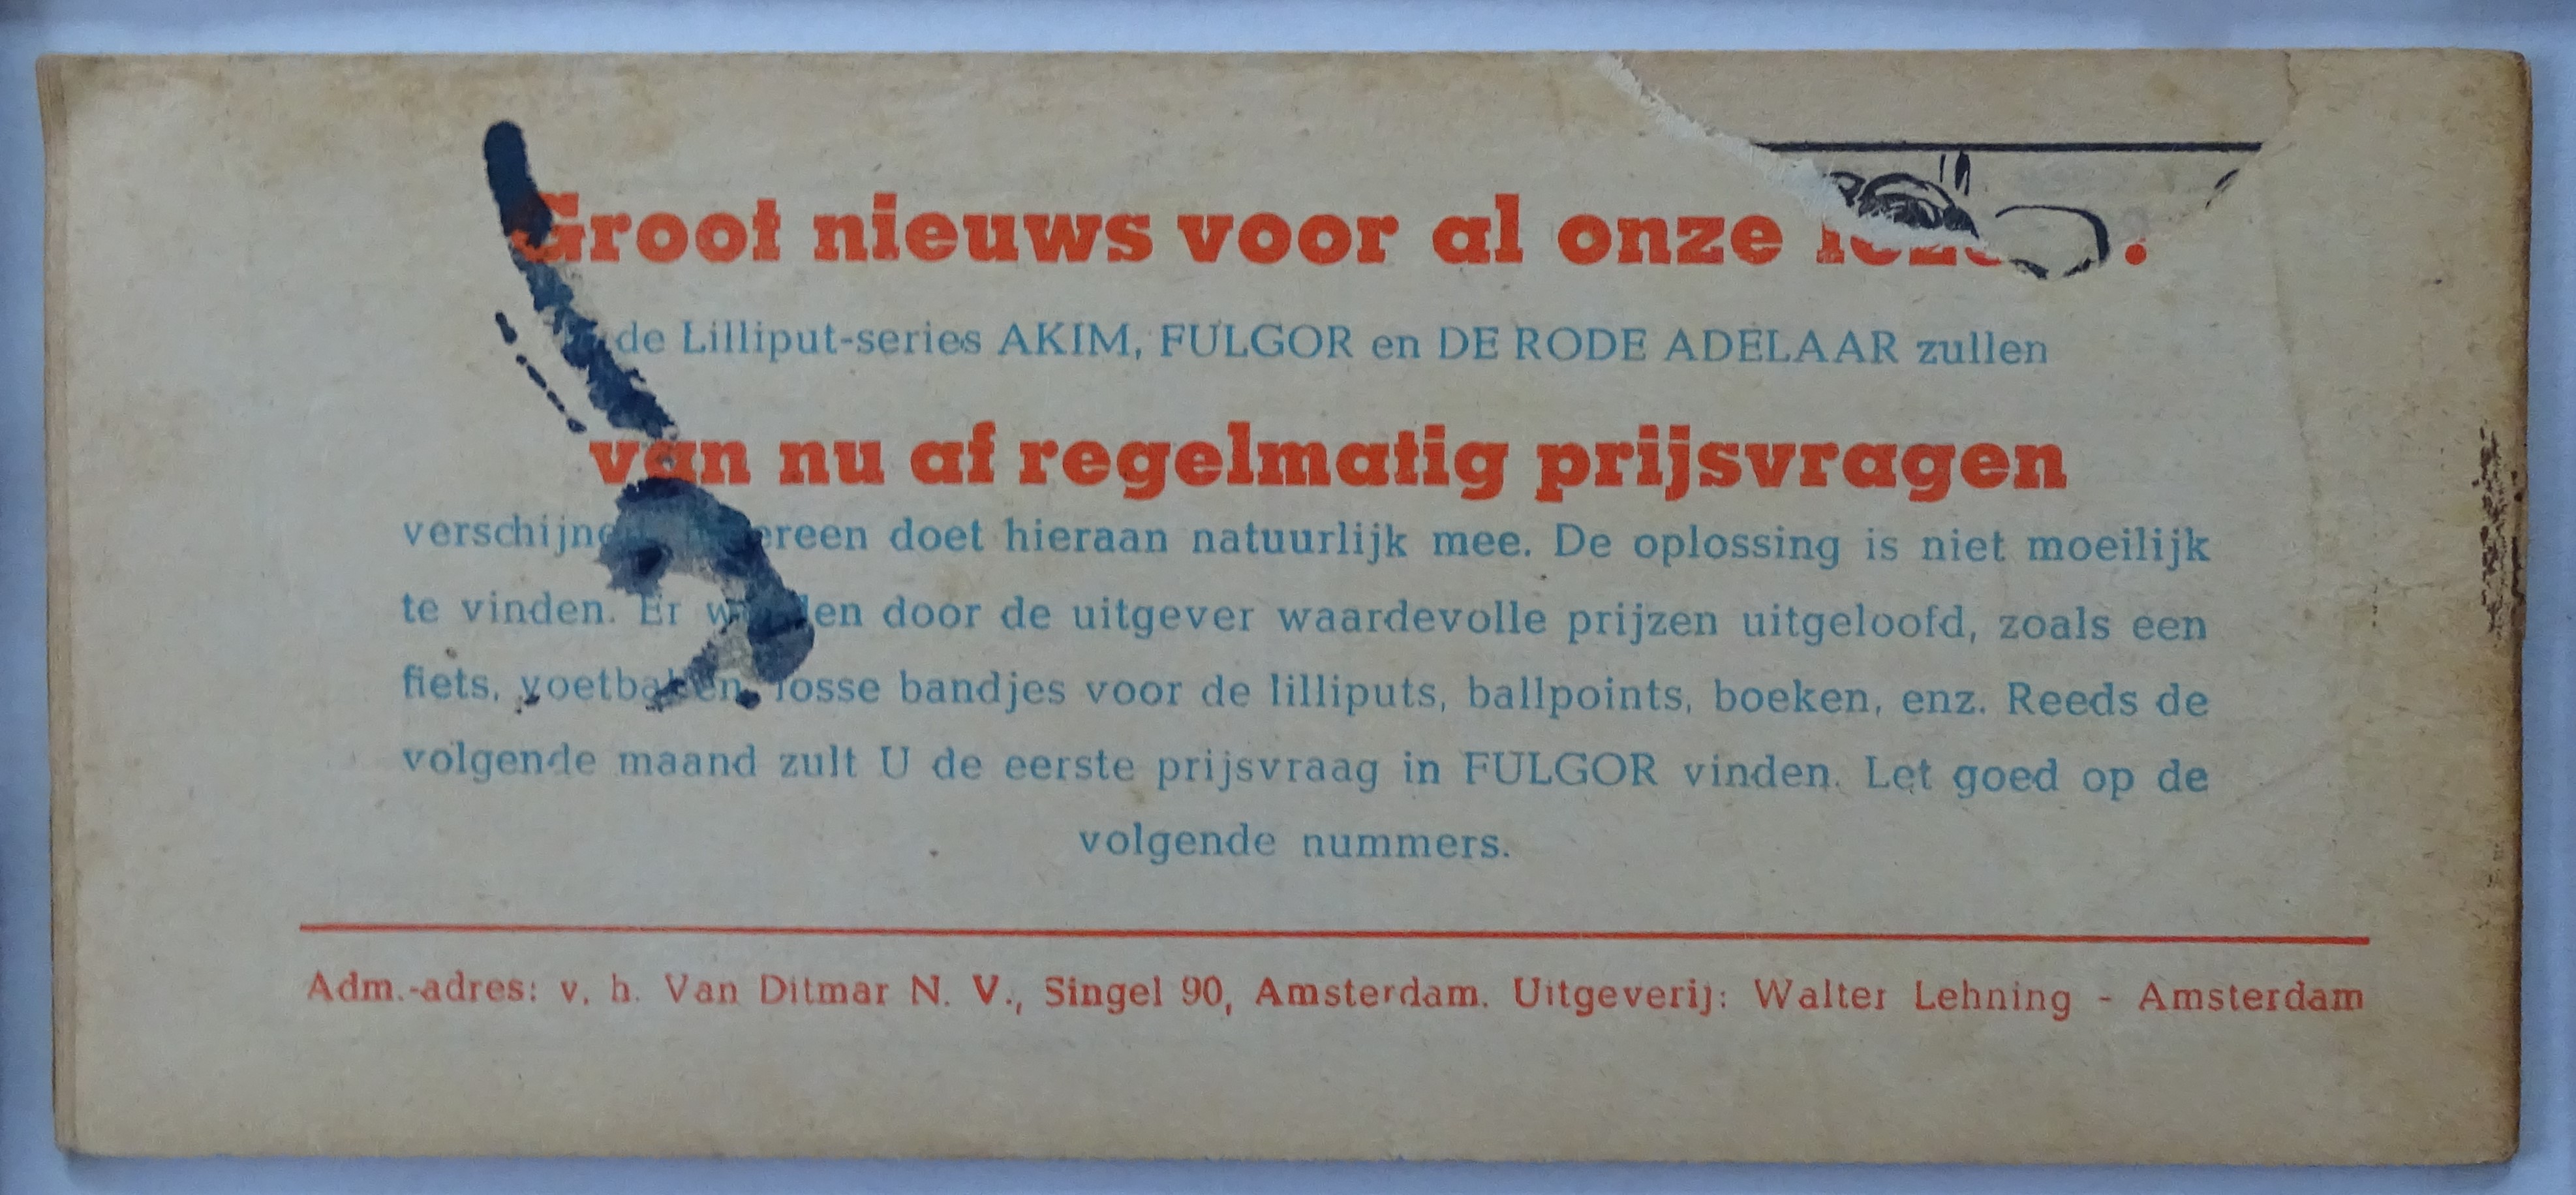 Groot nieuws voor al onze
de Lilliput-series AKIM, FULGOR en DE RODE ADELAAR zullen
van nu af regelmatig prijsvragen
doet hieraan natuurlijk mee. De oplossing is niet moeilijk
te vinden. Er door de uitgever waardevolle prijzen uitgeloofd, zoals een
fiets, voetballen, losse bandjes voor de lilliputs, ballpoints, boeken, enz. Reeds de
volgende maand zult U de eerste prijsvraag in FULGOR vinden. Let goed op de
volgende nummers.
Adm.-adres: v. h. Van Ditmar N. V., Singel 90, Amsterdam. Uitgeverij: Walter Lehning - Amsterdam